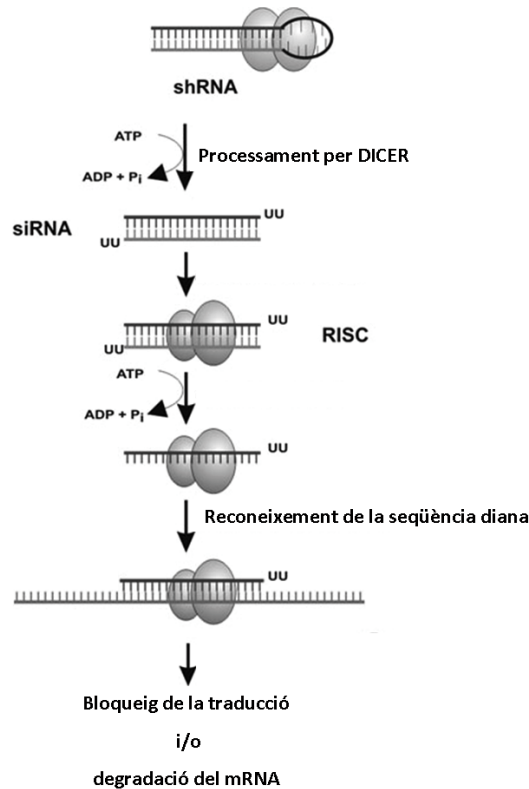 shRNA
ATP
Processament per DICER
ADP + Pi
siRNA
UU
UU
UU
RISC
UU
ATP
ADP + Pi
UU
Reconeixement de la seqüència diana
UU
Bloqueig de la traducció
i/o
degradació del mRNA